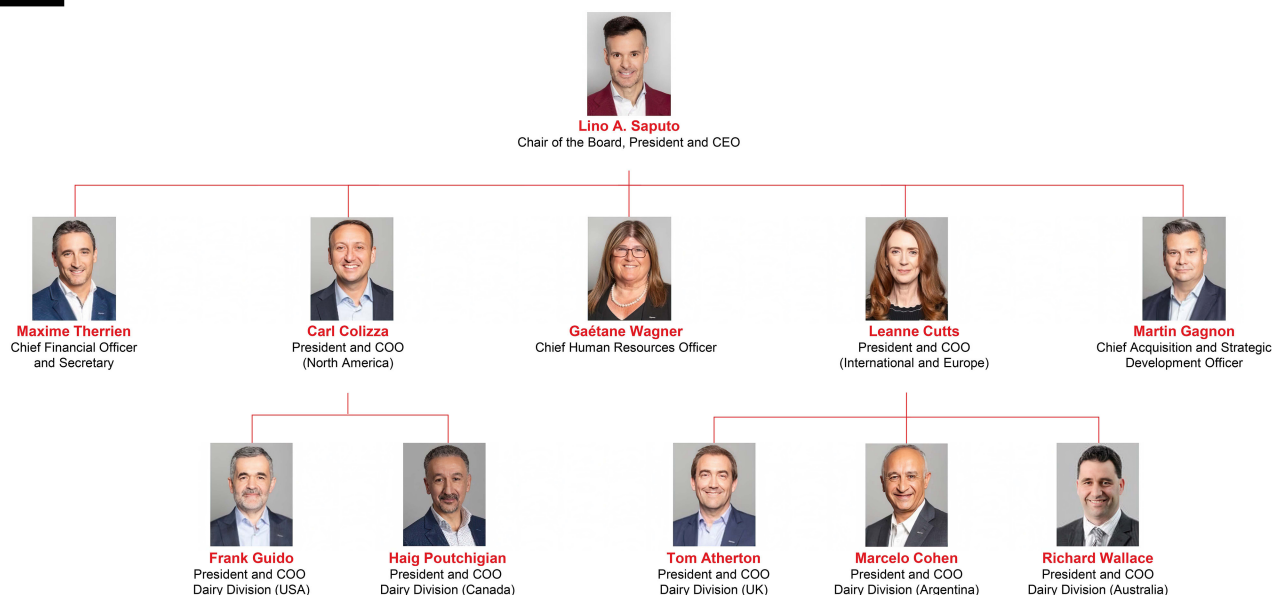 Lino A. Saputo
Chair of the Board, President and CEO
Maxime Therrien
Chief Financial Officer
and Secretary
Carl Colizza
President and COO
(North America)
Gaétane Wagner
Chief Human Resources Officer
Leanne Cutts
President and COO
(International and Europe)
Martin Gagnon
Chief Acquisition and Strategic
Development Officer
Frank Guido
President and COO
Dairy Division (USA)
Haig Poutchigian
President and COO
Dairy Division (Canada)
Tom Atherton
President and COO
Dairy Division (UK)
Marcelo Cohen
President and COO
Dairy Division (Argentina)
Richard Wallace
President and COO
Dairy Division (Australia)